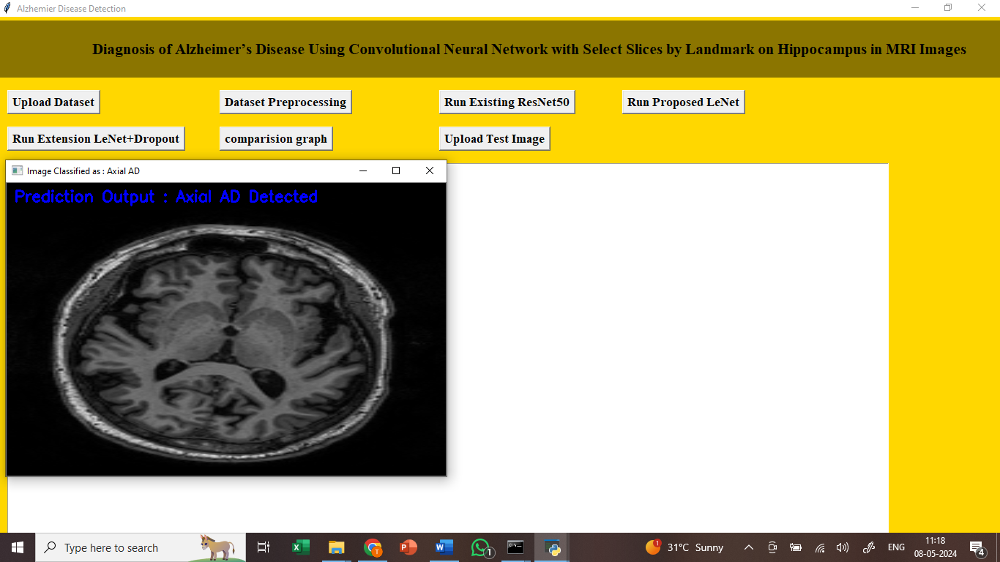 Alzhemier Disease Detection
Diagnosis of Alzheimer’s Disease Using Convolutional Neural Network with Select Slices by Landmark on Hippocampus in MRI Images
Upload Dataset
Dataset Preprocessing
Run Existing ResNet50
Run Proposed LeNet
Run Extension LeNet+Dropout
comparision graph
Upload Test Image
Image Classified as : Axial AD
Prediction Output : Axial AD Detected
Type here to search
31°C Sunny
ENG
11:18
08-05-2024